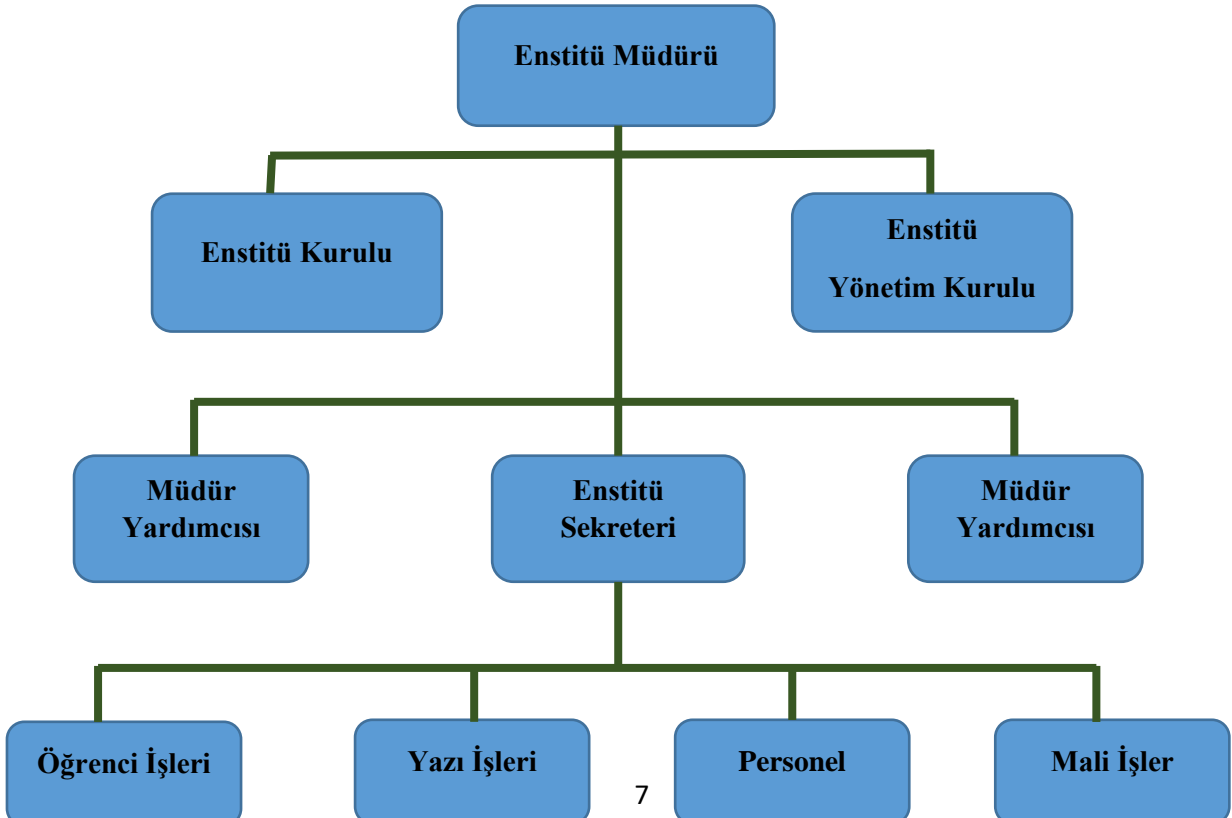 Enstitü Müdürü
Enstitü Kurulu
Enstitü
Yönetim Kurulu
Müdür
Yardımcısı
Enstitü
Sekreteri
Müdür
Yardımcısı
Öğrenci İşleri
Yazı İşleri
Personel
Mali İşler
7